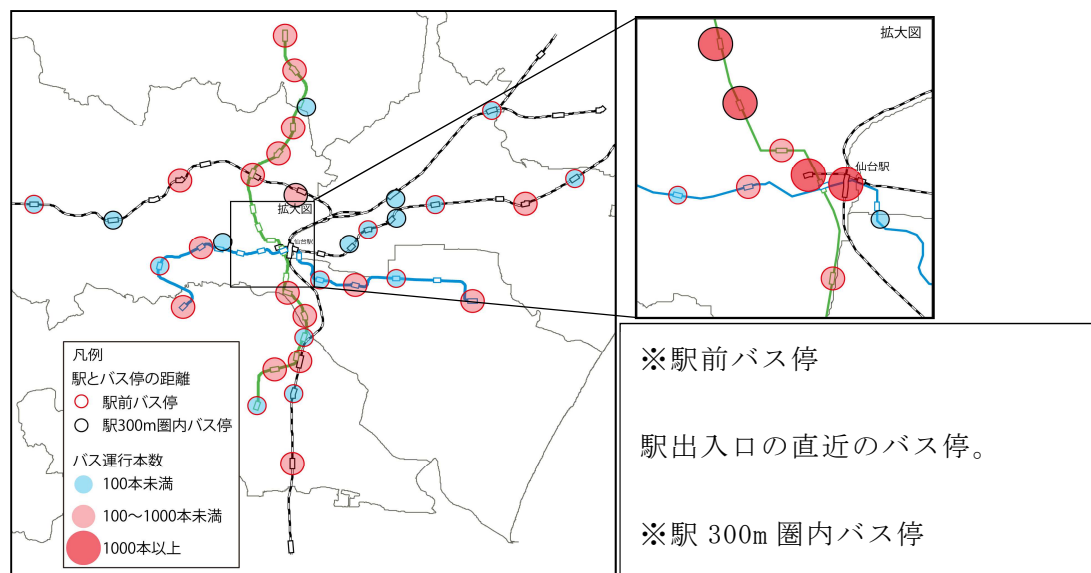 拡大図
仙台駅
凡例
駅とバス停の距離
駅前バス停
駅300m圏内バス停
バス運行本数
100本未満
100～1000本未満
1000本以上
拡大図
仙台駅
※駅前バス停
駅出入口の直近のバス停。
※駅 300m 圏内バス停